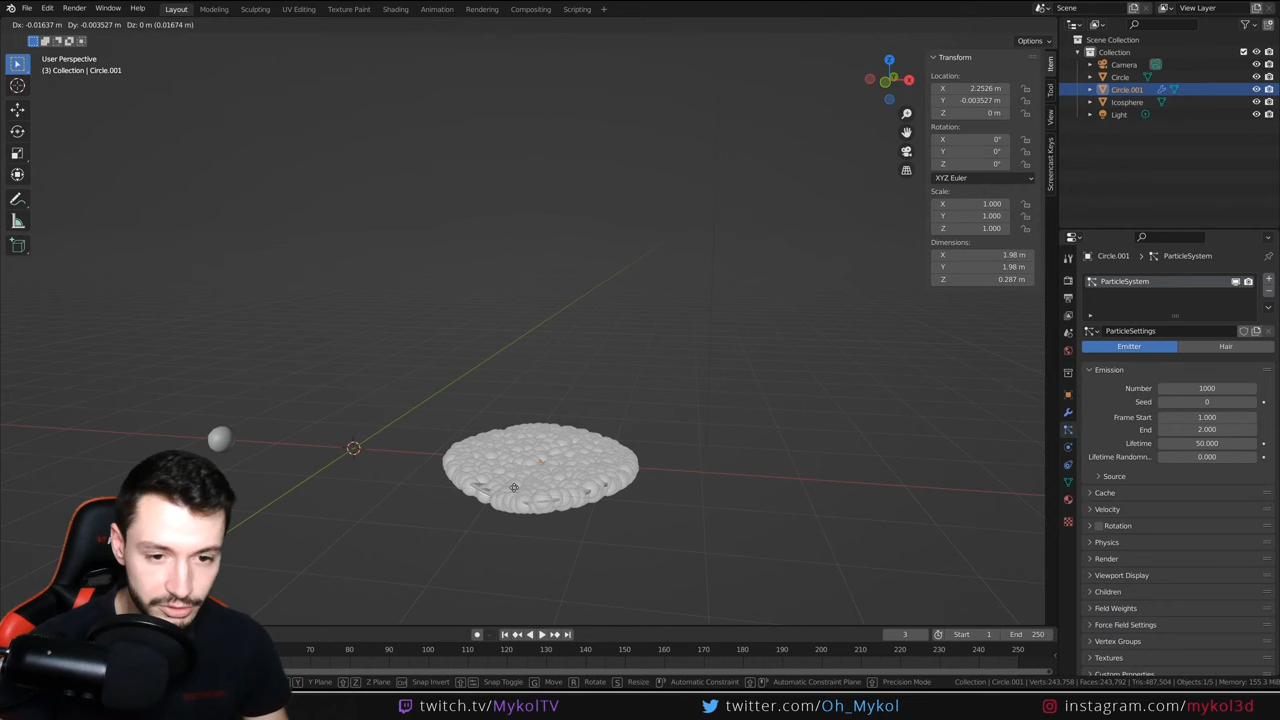 File Edit Render Window Help Layout Modeling Sculpting UV Editing Texture Paint Shading Animation Rendering Compositing Scripting Scene View Layer
Dx: -0.01637 m Dy: -0.003527 m Dz: 0 m (0.01674 m)
Options
User Perspective
(3) Collection | Circle.001
Scene Collection
Collection
Camera
Circle
Circle.001
Icosphere
Light
Transform
Location:
X 2.2526 m
Y -0.003527 m
Z 0 m
Rotation:
X 0°
Y 0°
Z 0°
XYZ Euler
Scale:
X 1.000
Y 1.000
Z 1.000
Dimensions:
X 1.98 m
Y 1.98 m
Z 0.287 m
Item
Tool
View
Screencast Keys
Circle.001 ParticleSystem
ParticleSystem
ParticleSettings
Emitter Hair
Emission
Number 1000
Seed 0
Frame Start 1.000
End 2.000
Lifetime 50.000
Lifetime Randomn... 0.000
Source
Cache
Velocity
Rotation
Physics
Render
Viewport Display
Children
Field Weights
Force Field Settings
Vertex Groups
Textures
Custom Properties
3 Start 1 End 250
70 80 90 100 110 120 130 140 150 160 170 180 190 200 210 220 230 240 250
Y Plane Z Z Plane Ctrl Snap Invert Snap Toggle G Move R Rotate S Resize Automatic Constraint Automatic Constraint Plane Precision Mode Collection | Circle.001 | Verts:243,758 | Faces:243,792 | Tris:487,504 | Objects:1/5 | Memory: 155.3 MiB
twitch.tv/MykolTV twitter.com/Oh_Mykol instagram.com/mykol3d